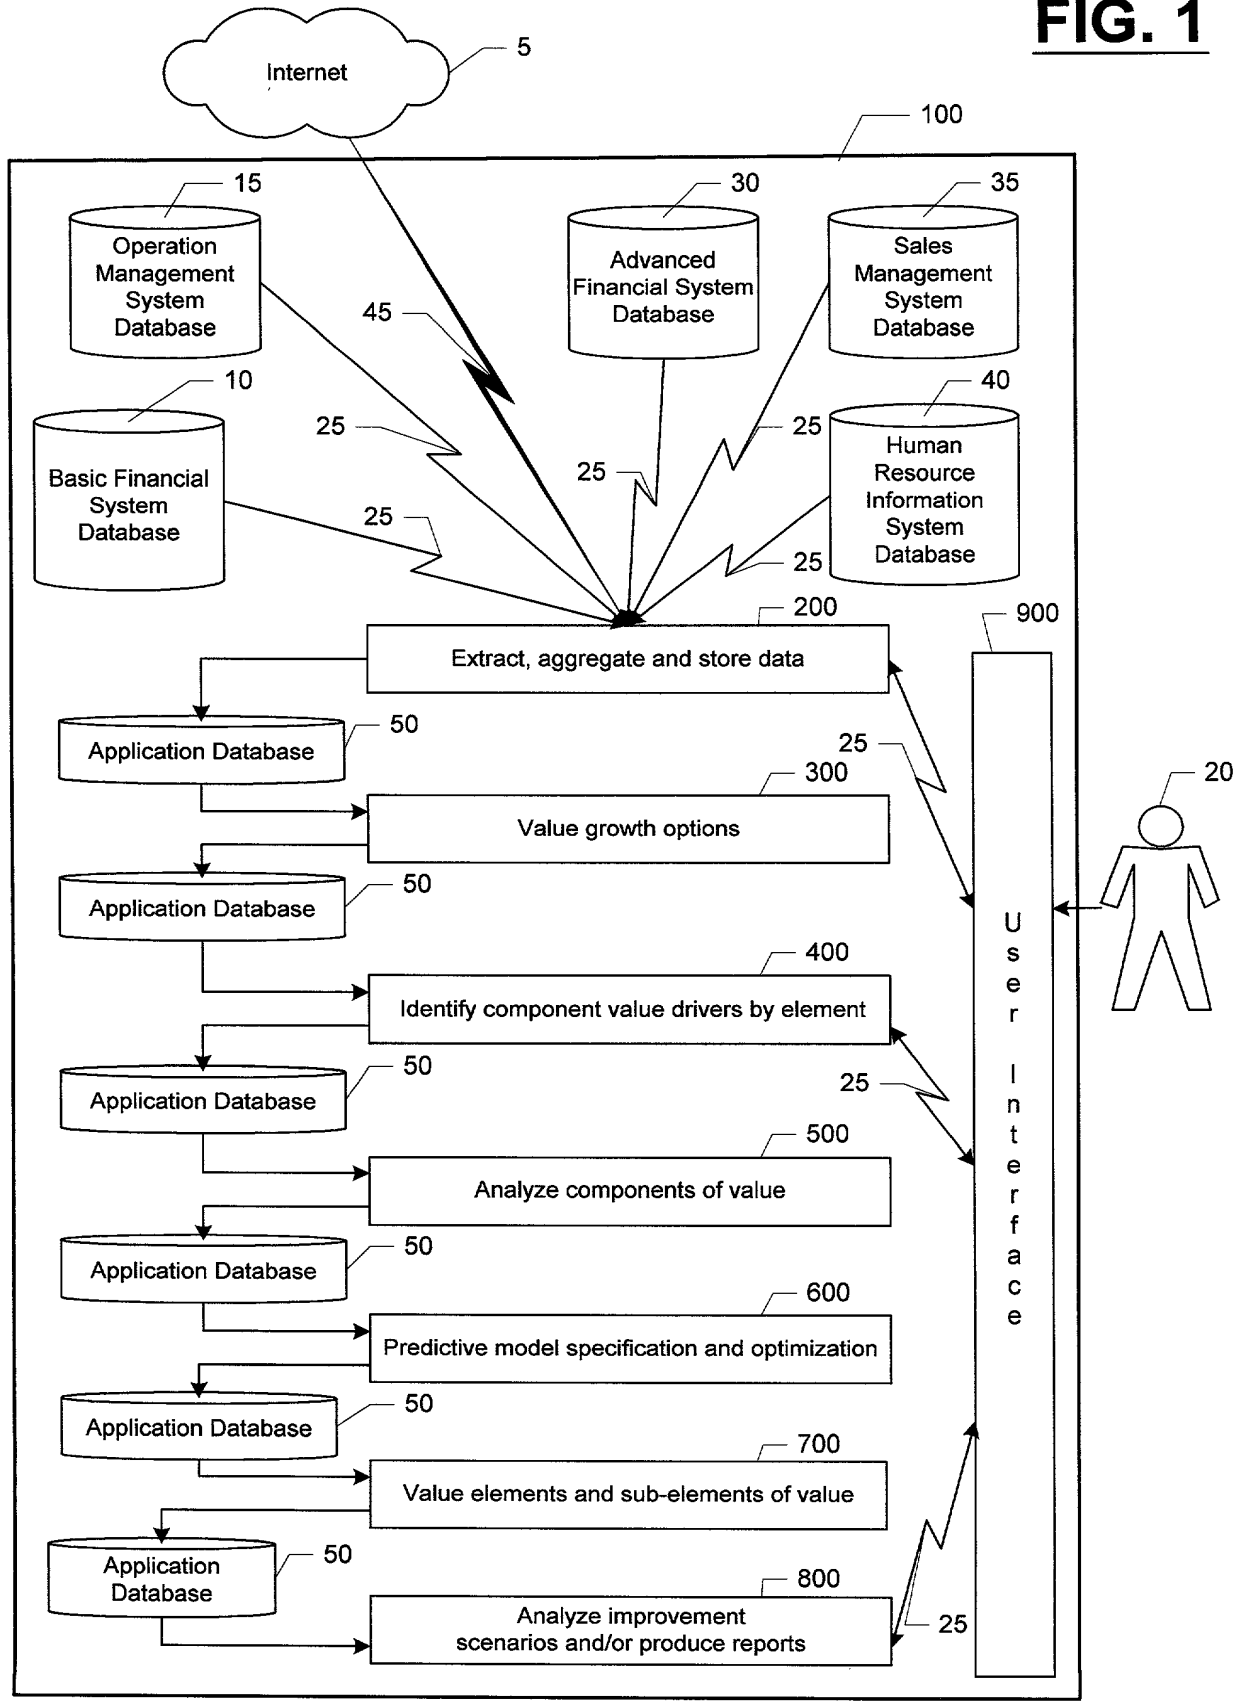 FIG. 1
Internet
5
100
15
Operation
Management
System
Database
30
Advanced
Financial System
Database
35
Sales
Management
System
Database
45
10
Basic Financial
System
Database
25
25
25
25
40
Human
Resource
Information
System
Database
25
200
Extract, aggregate and store data
900
50
Application Database
25
300
Value growth options
20
50
Application Database
User Interface
400
Identify component value drivers by element
50
Application Database
25
500
Analyze components of value
50
Application Database
600
Predictive model specification and optimization
50
Application Database
700
Value elements and sub-elements of value
50
Application
Database
800
Analyze improvement
scenarios and/or produce reports
25